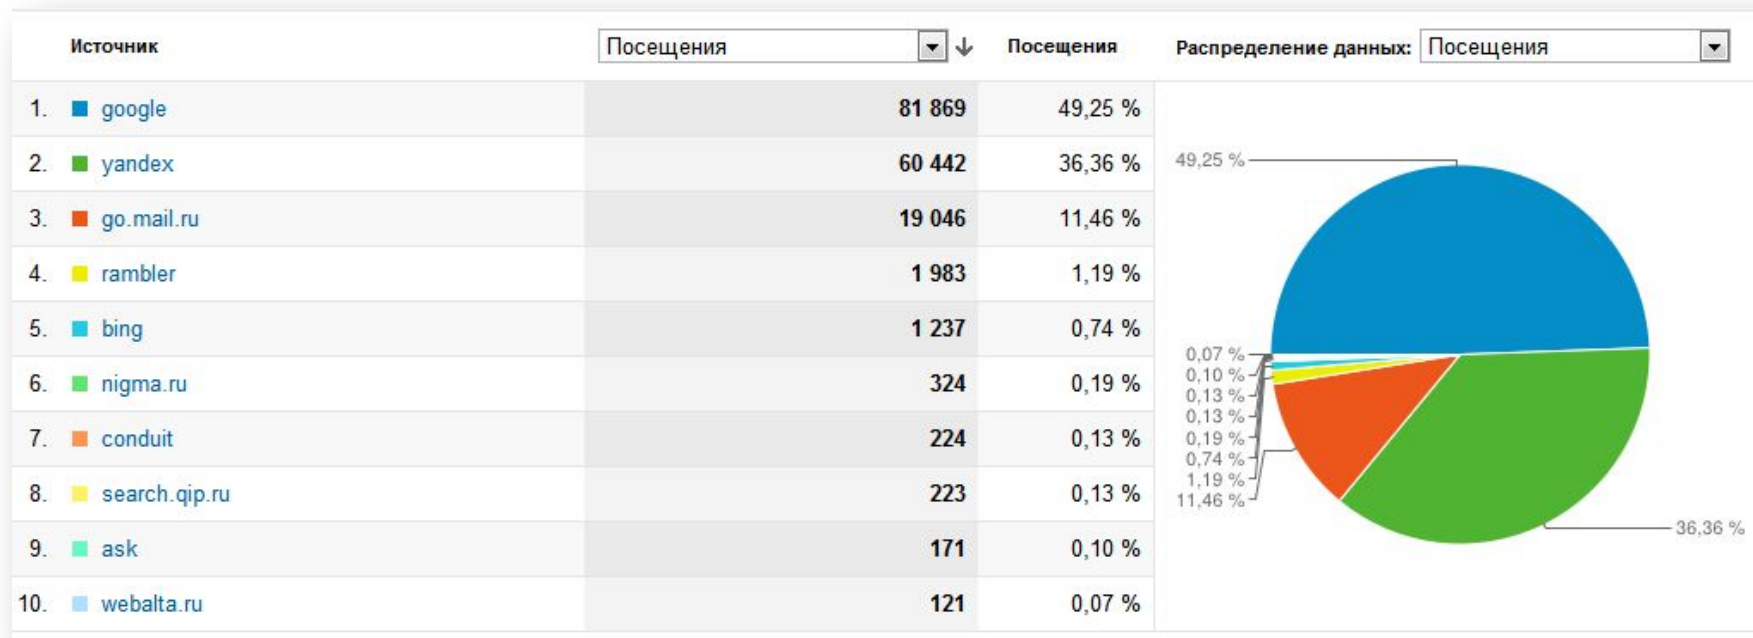 Источник Посещения Посещения Распределение данных: Посещения
1. google 81 869 49,25 %
2. yandex 60 442 36,36 %
3. go.mail.ru 19 046 11,46 %
4. rambler 1 983 1,19 %
5. bing 1 237 0,74 %
6. nigma.ru 324 0,19 %
7. conduit 224 0,13 %
8. search.qip.ru 223 0,13 %
9. ask 171 0,10 %
10. webalta.ru 121 0,07 %
49,25 %
0,07 %
0,10 %
0,13 %
0,13 %
0,19 %
0,74 %
1,19 %
11,46 %
36,36 %